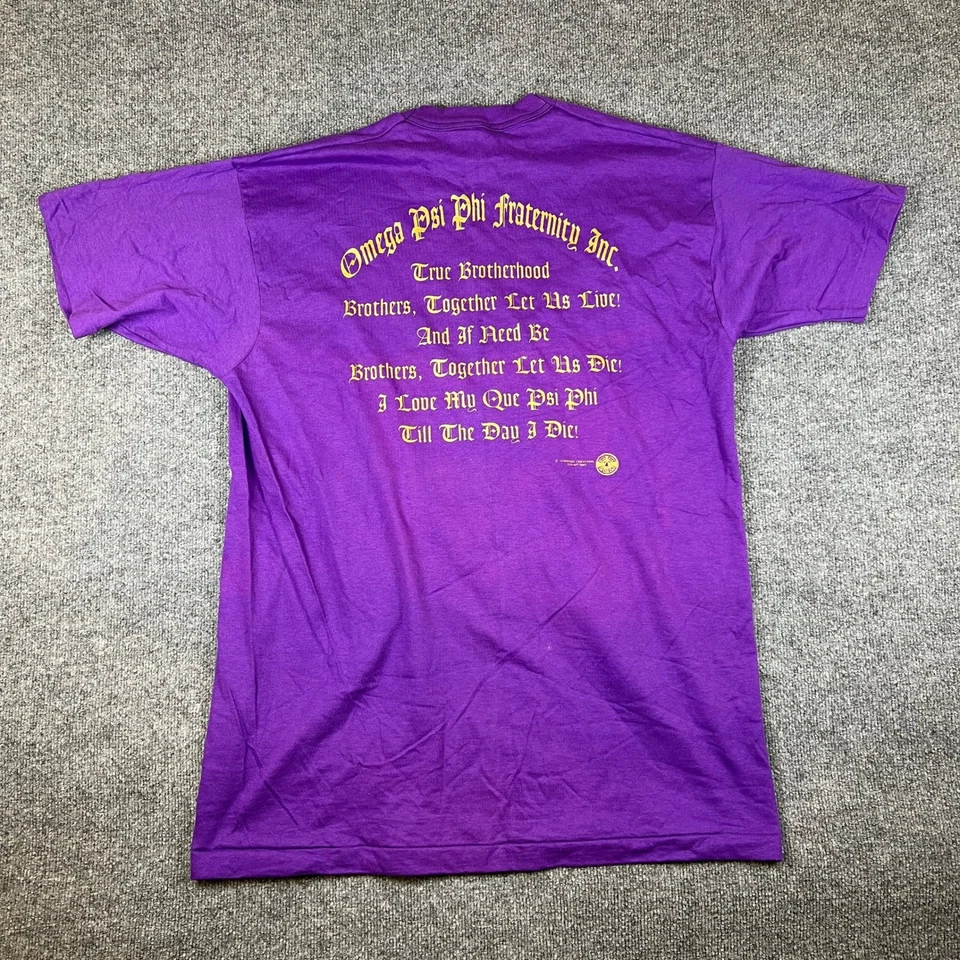 Omega Psi Phi Fraternity Inc.
True Brotherhood
Brothers, Together Let Us Live!
And If Need Be
Brothers, Together Let Us Die!
I Love My Que Psi Phi
Till The Day I Die!